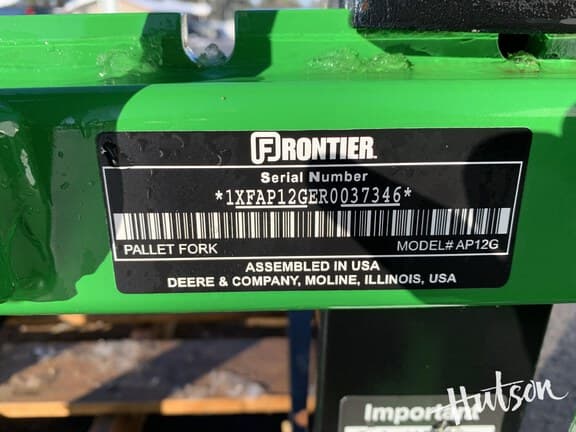 FRONTIER
Serial Number
*1XFAP12GER0037346*
PALLET FORK MODEL# AP12G
ASSEMBLED IN USA
DEERE & COMPANY, MOLINE, ILLINOIS, USA
Important
Hutson